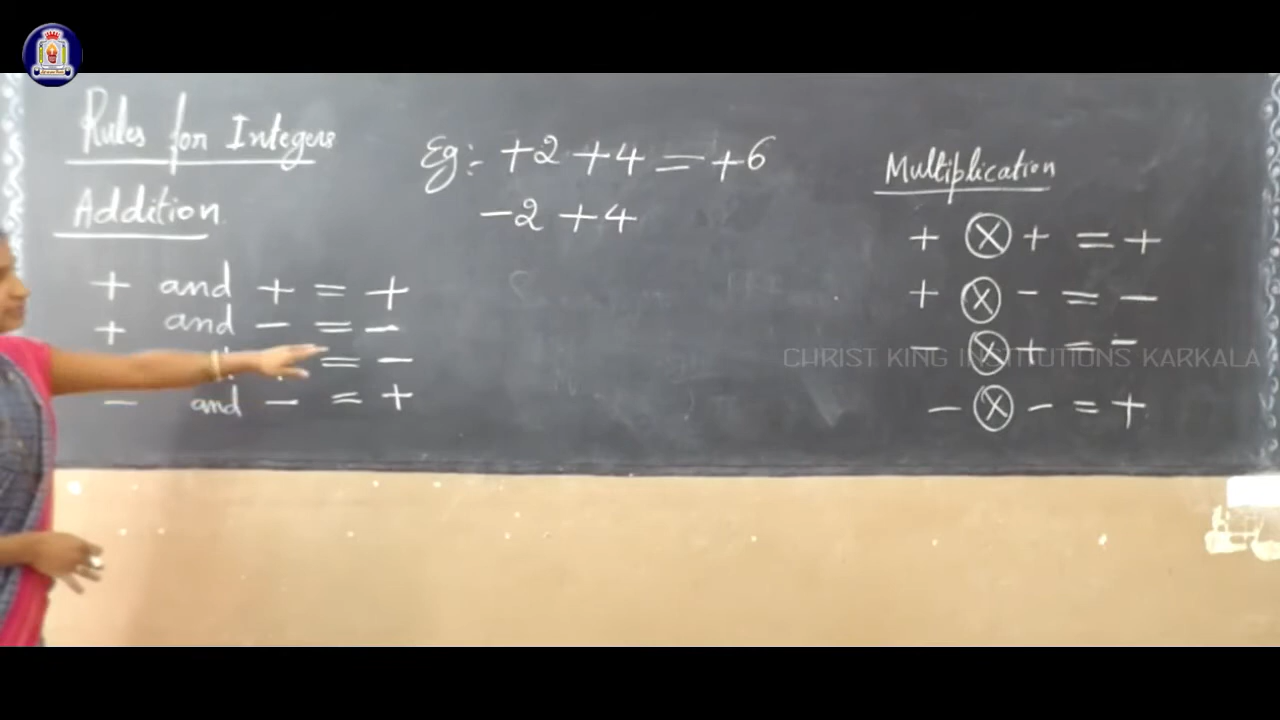 Rules for Integers
Addition
+ and + = +
+ and - = -
= -
- and - = +
Eg:- +2 +4 = +6
-2 +4
Multiplication
+ ⊗ + = +
+ ⊗ - = -
- ⊗ + = -
- ⊗ - = +
CHRIST KING INSTITUTIONS KARKALA